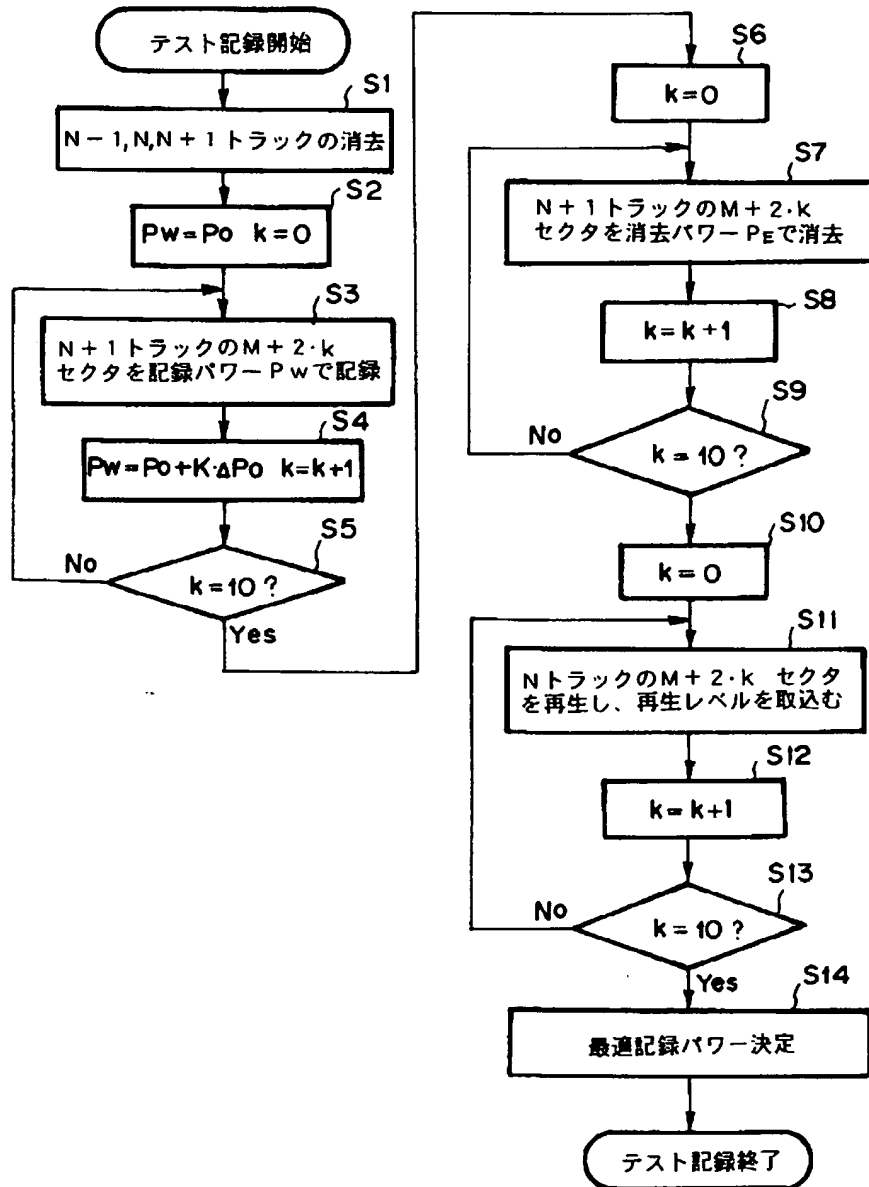 テスト記録開始
S1
N-1,N,N+1トラックの消去
S2
Pw=Po k=0
S3
N+1トラックのM+2・k
セクタを記録パワーPwで記録
S4
Pw=Po+K・ΔPo k=k+1
S5
No
k=10?
Yes
S6
k=0
S7
N+1トラックのM+2・k
セクタを消去パワーPEで消去
S8
k=k+1
S9
No
k=10?
S10
k=0
S11
NトラックのM+2・k セクタ
を再生し、再生レベルを取込む
S12
k=k+1
S13
No
k=10?
Yes
S14
最適記録パワー決定
テスト記録終了